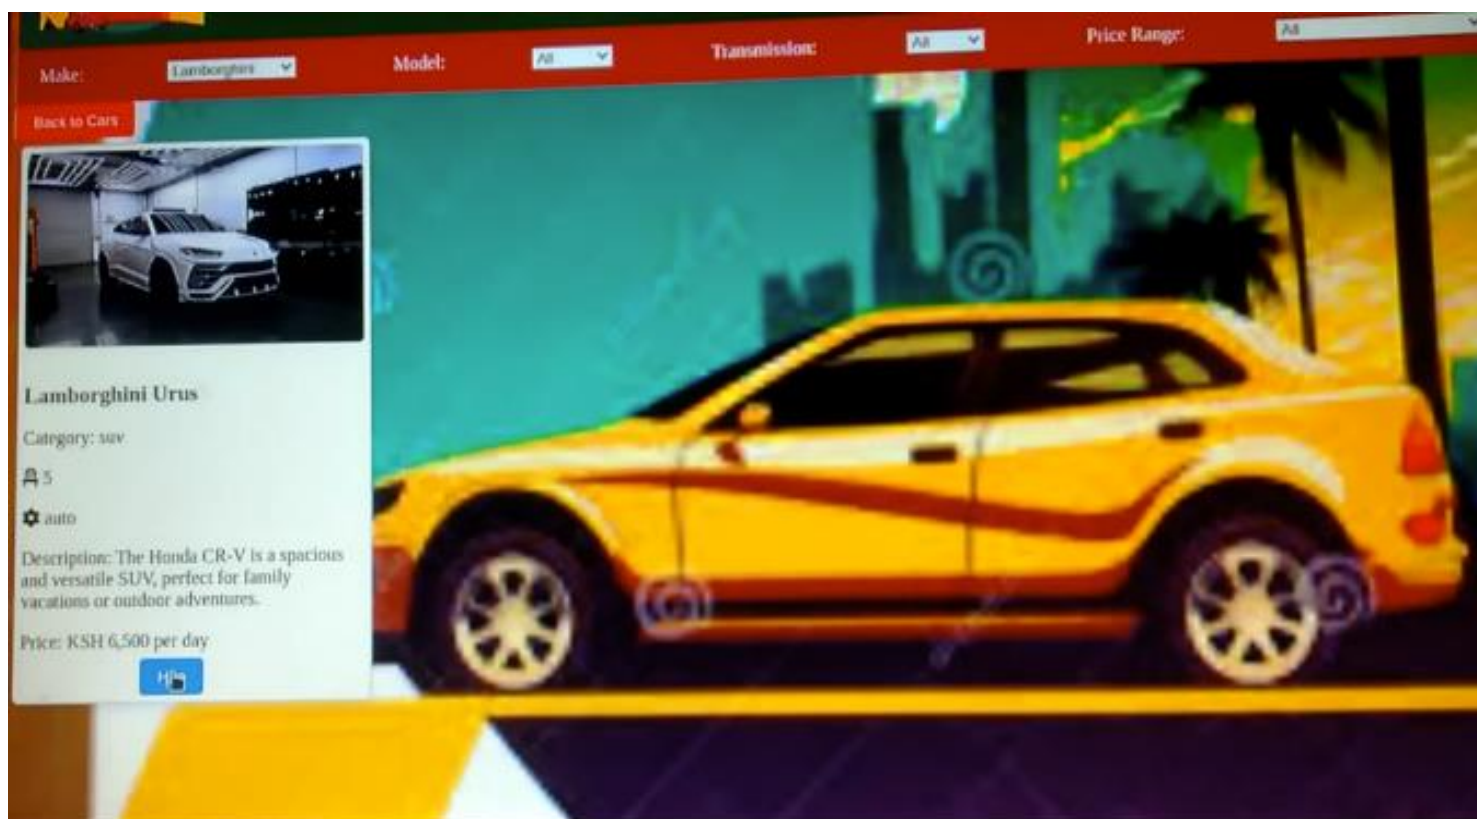 Make:
Lamborghini
Model:
All
Transmission:
All
Price Range:
All
Back to Cars
Lamborghini Urus
Category: suv
5
auto
Description: The Honda CR-V is a spacious
and versatile SUV, perfect for family
vacations or outdoor adventures.
Price: KSH 6,500 per day